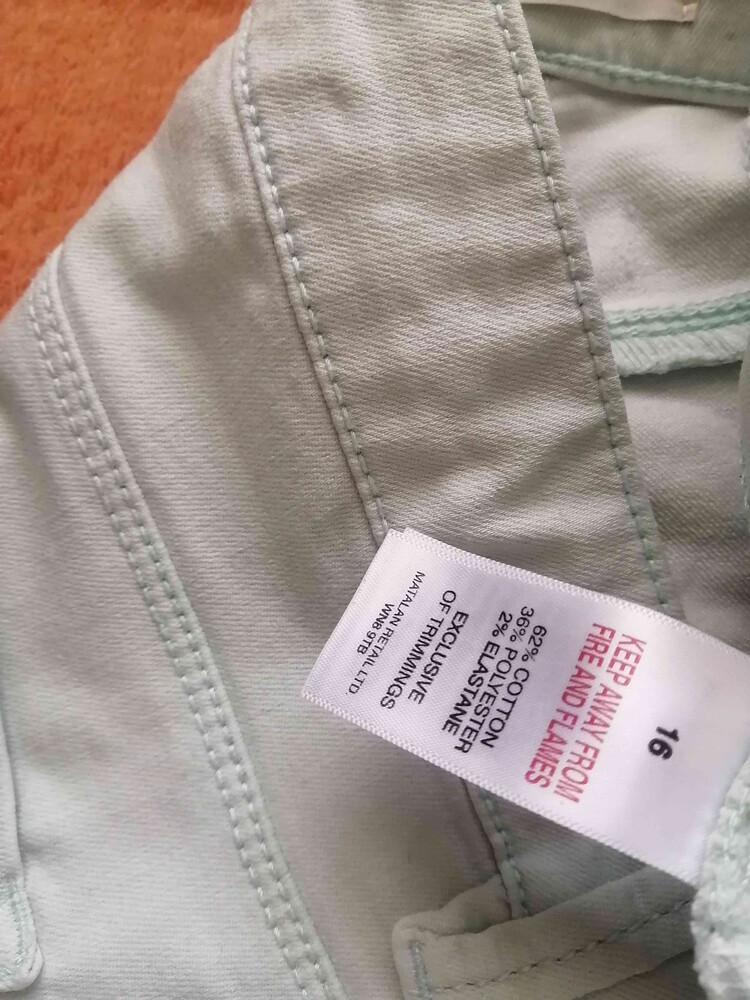 16
KEEP AWAY FROM
FIRE AND FLAMES
62% COTTON
36% POLYESTER
2% ELASTANE
EXCLUSIVE
OF TRIMMINGS
MATALAN RETAIL LTD.
WN8 9TB